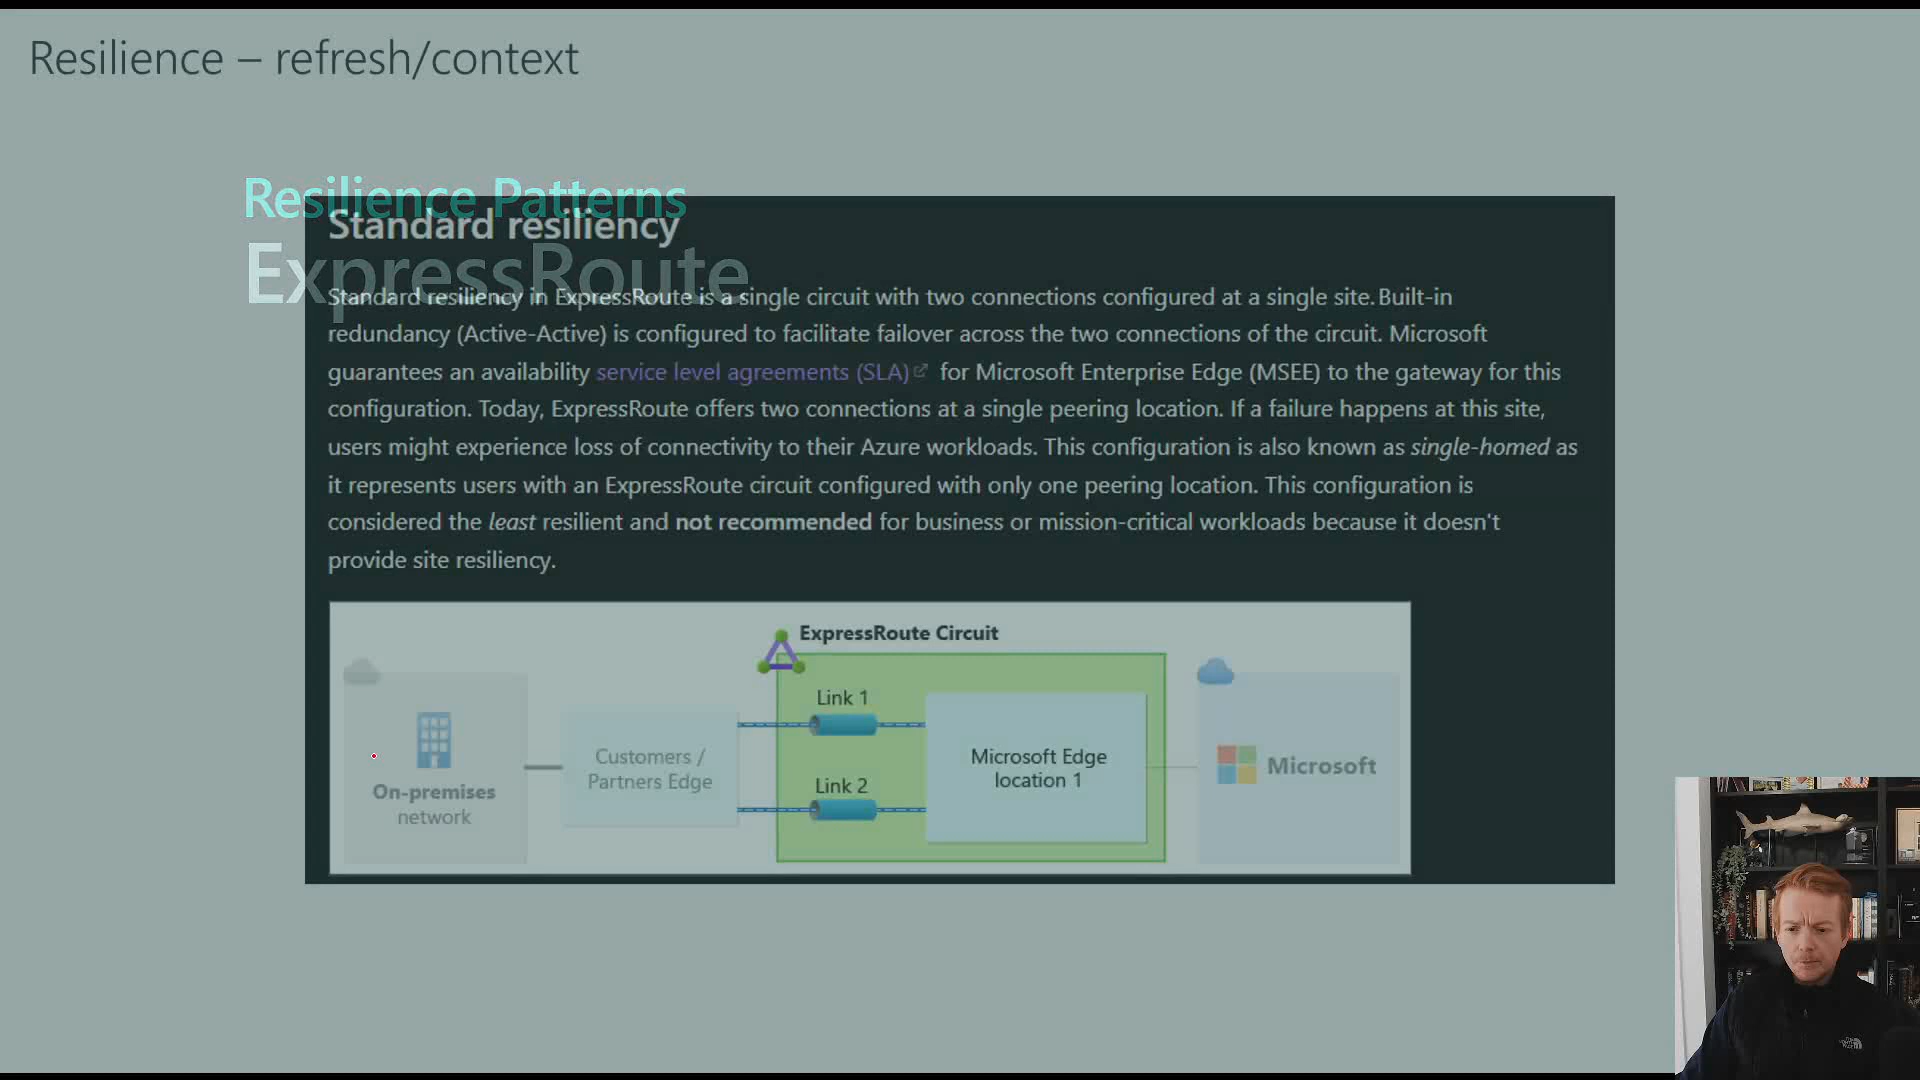 Resilience – refresh/context
Resilience Patterns
ExpressRoute
Standard resiliency
Standard resiliency in ExpressRoute is a single circuit with two connections configured at a single site. Built-in
redundancy (Active-Active) is configured to facilitate failover across the two connections of the circuit. Microsoft
guarantees an availability service level agreements (SLA) for Microsoft Enterprise Edge (MSEE) to the gateway for this
configuration. Today, ExpressRoute offers two connections at a single peering location. If a failure happens at this site,
users might experience loss of connectivity to their Azure workloads. This configuration is also known as single-homed as
it represents users with an ExpressRoute circuit configured with only one peering location. This configuration is
considered the least resilient and not recommended for business or mission-critical workloads because it doesn't
provide site resiliency.
ExpressRoute Circuit
Link 1
Link 2
On-premises
network
Customers /
Partners Edge
Microsoft Edge
location 1
Microsoft